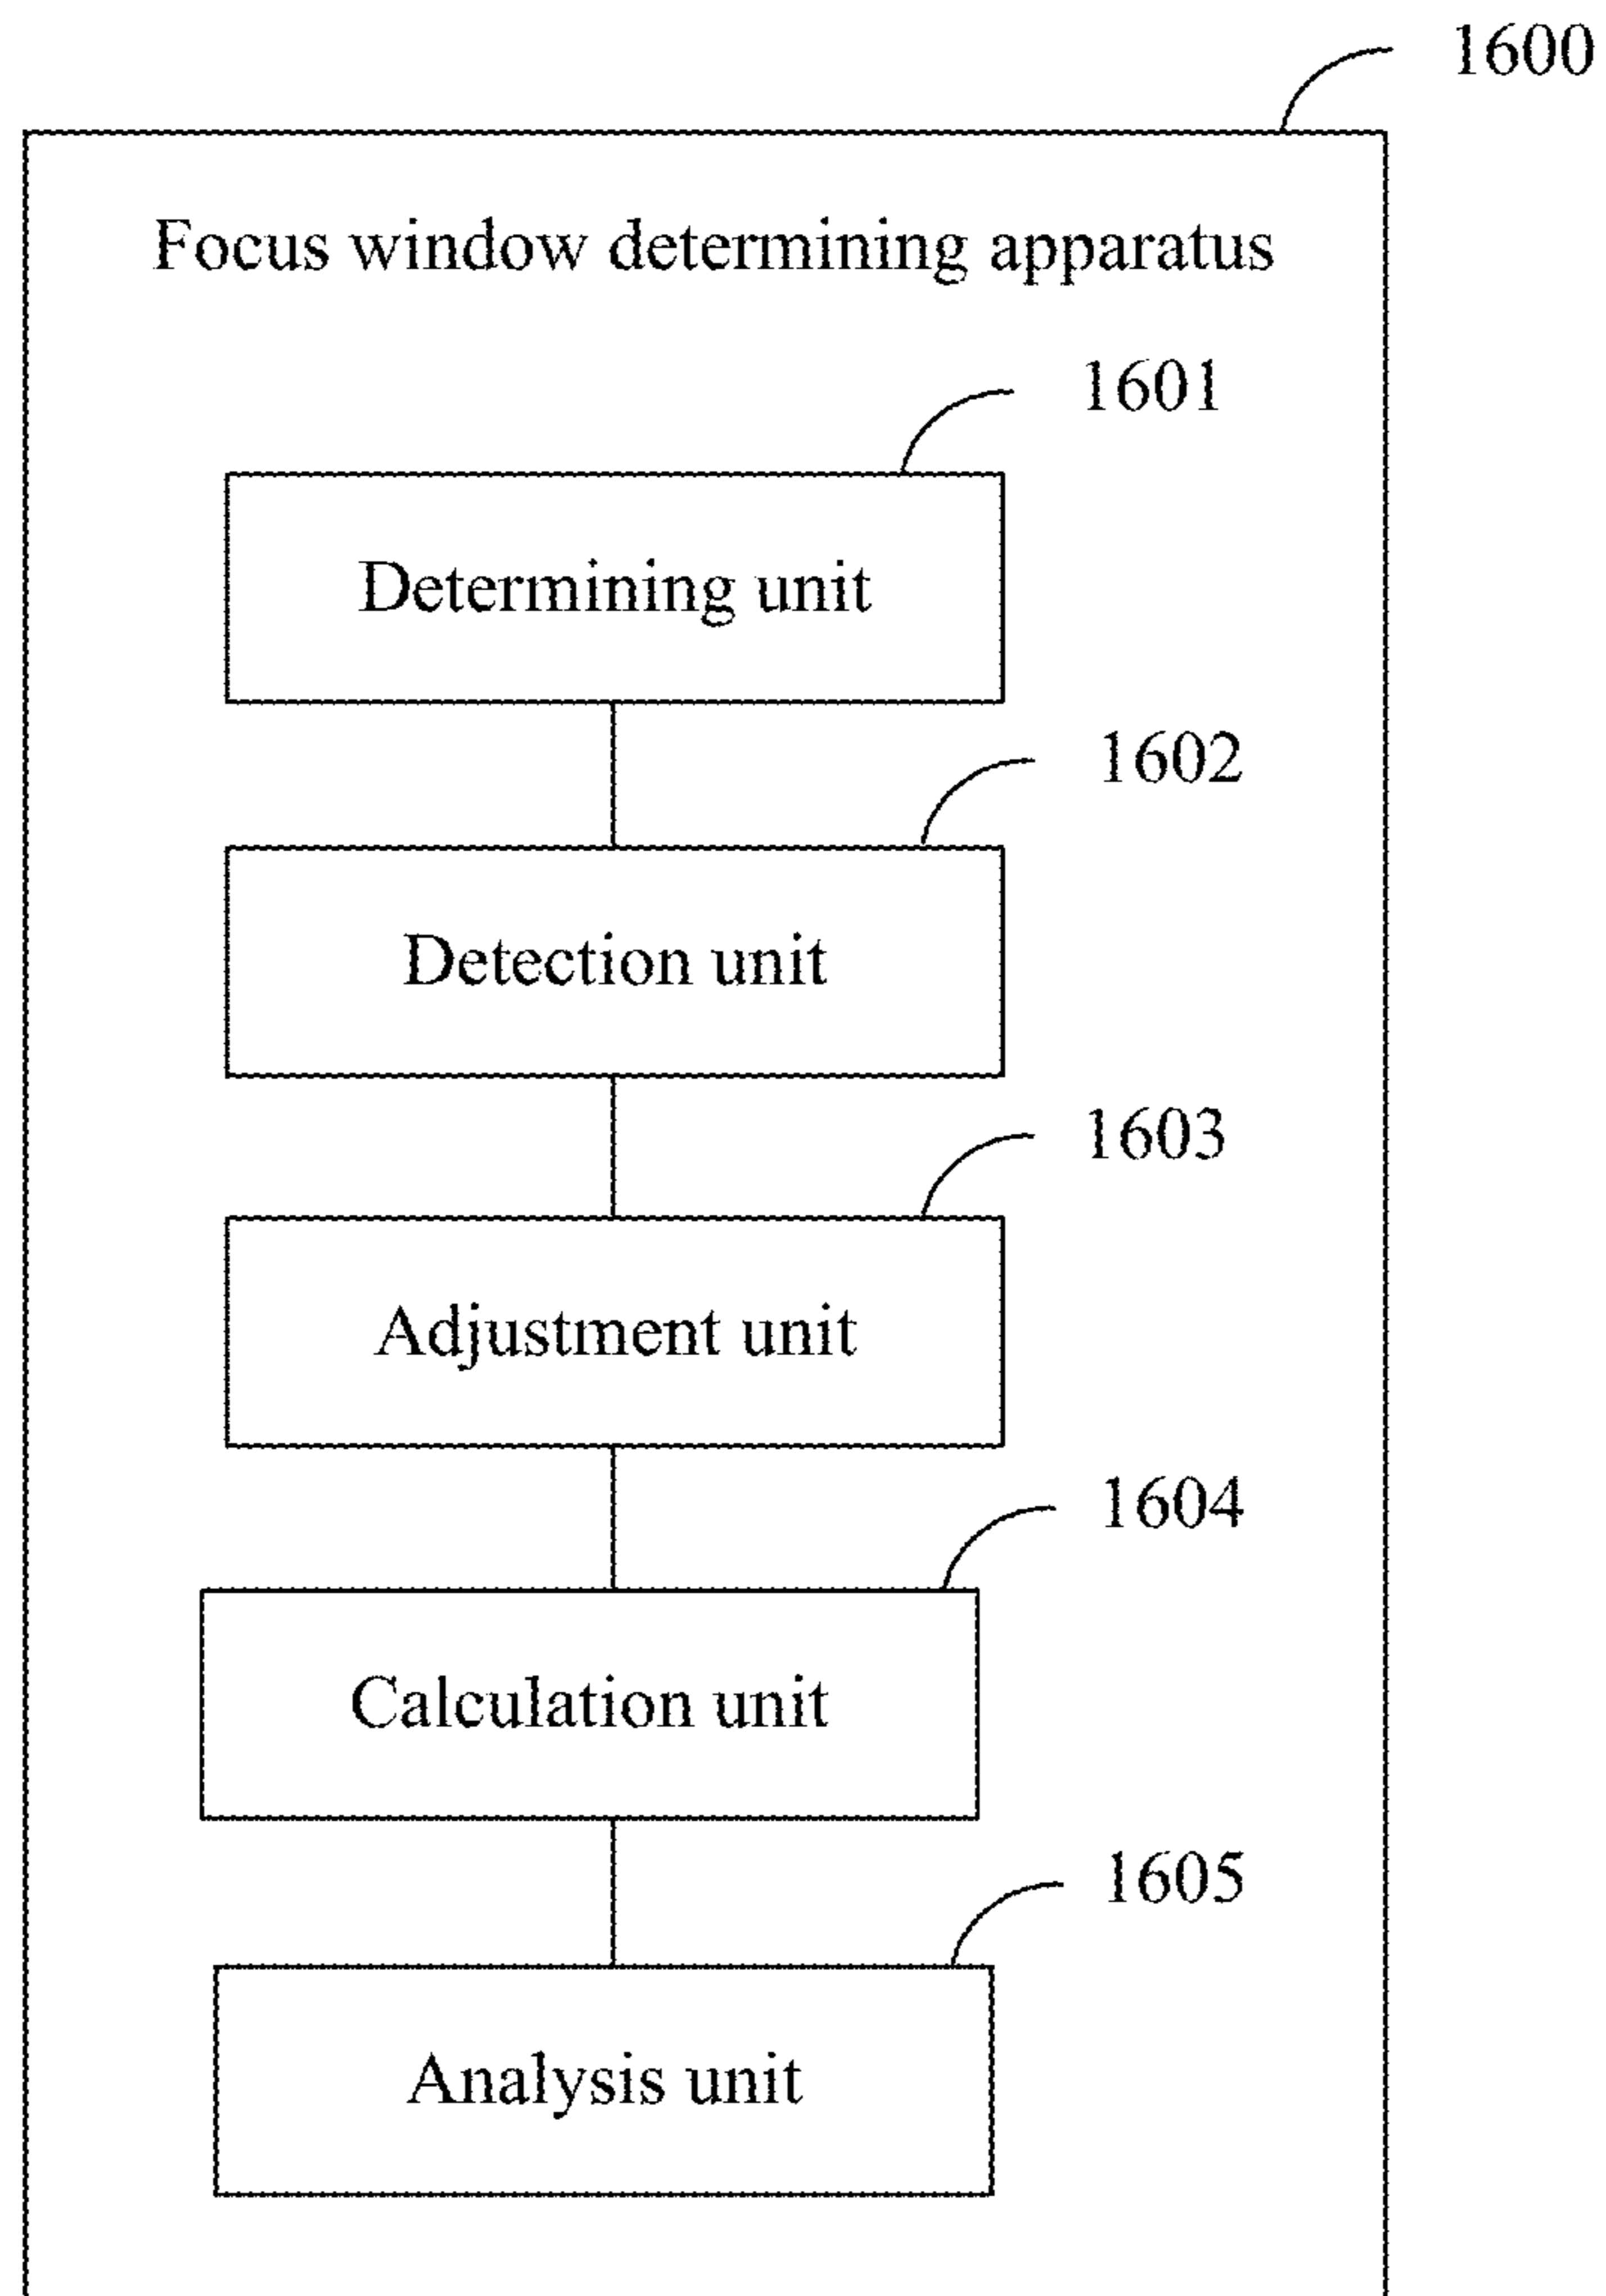 1600
Focus window determining apparatus
1601
Determining unit
1602
Detection unit
1603
Adjustment unit
1604
Calculation unit
1605
Analysis unit